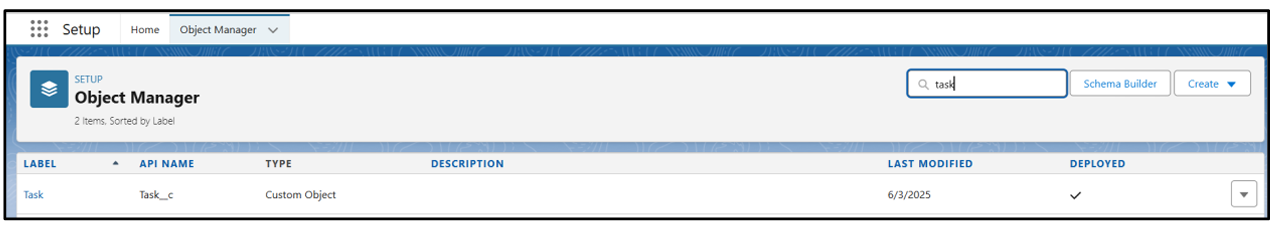 Setup Home Object Manager
SETUP
Object Manager
2 Items. Sorted by Label
task
Schema Builder
Create
LABEL API NAME TYPE DESCRIPTION LAST MODIFIED DEPLOYED
Task Task__c Custom Object 6/3/2025